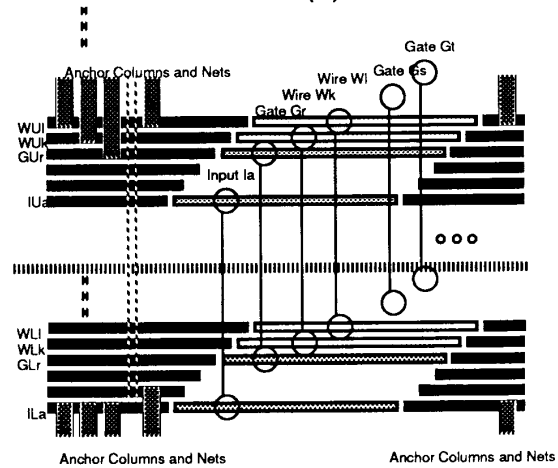 Gate Gt
Anchor Columns and Nets
Wire Wl
Gate Gs
Wire Wk
Gate Gr
WUl
WUk
GUr
Input Ia
IUa
WLl
WLk
GLr
ILa
Anchor Columns and Nets
Anchor Columns and Nets